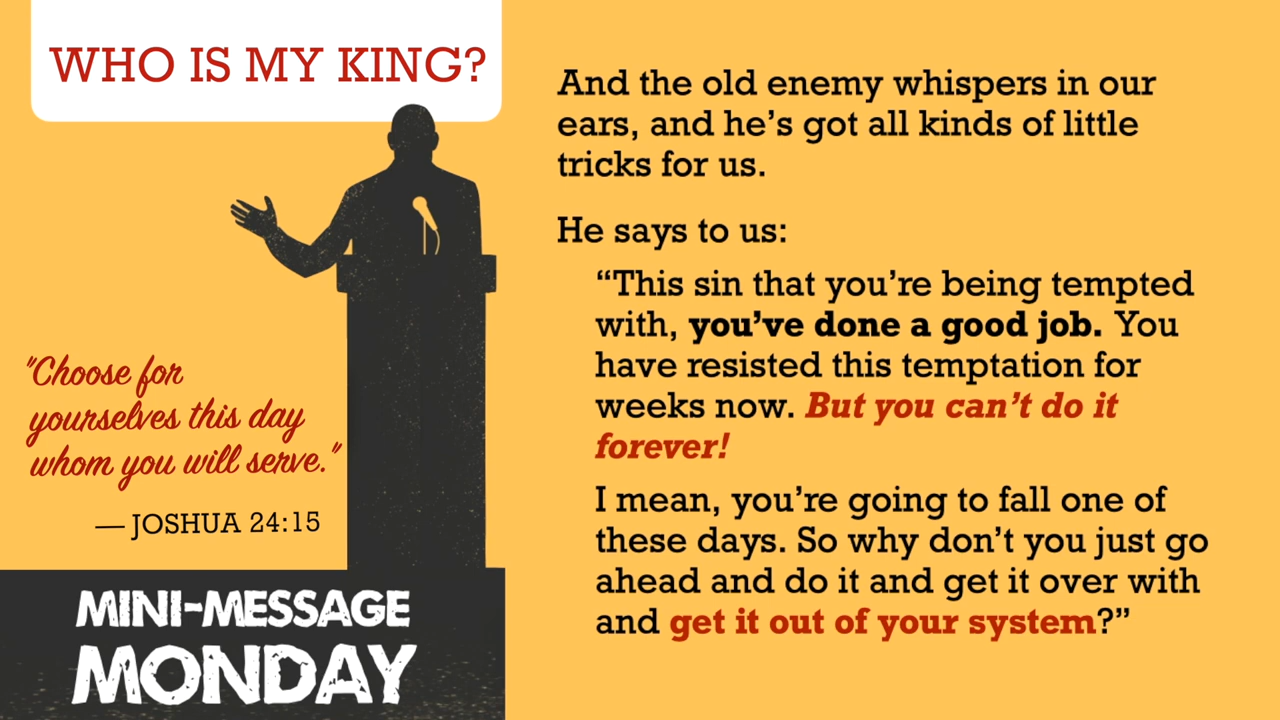 WHO IS MY KING?
"Choose for
yourselves this day
whom you will serve."
— JOSHUA 24:15
MINI-MESSAGE
MONDAY
And the old enemy whispers in our
ears, and he’s got all kinds of little
tricks for us.
He says to us:
“This sin that you’re being tempted
with, you’ve done a good job. You
have resisted this temptation for
weeks now. But you can’t do it
forever!
I mean, you’re going to fall one of
these days. So why don’t you just go
ahead and do it and get it over with
and get it out of your system?”